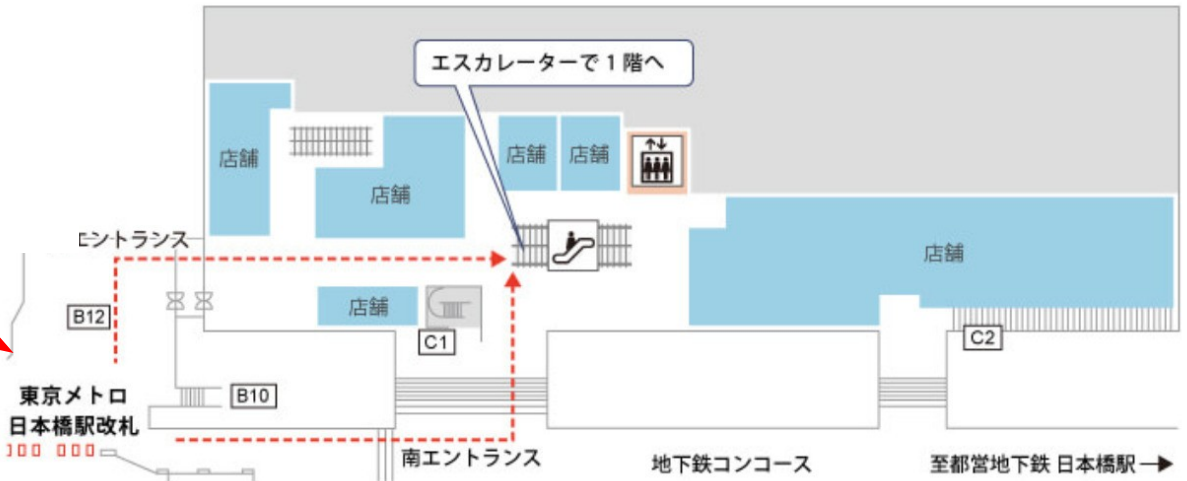 エスカレーターで1階へ
店舗
店舗
店舗
店舗
エントランス
店舗
B12
店舗
C1
C2
東京メトロ
日本橋駅改札
B10
南エントランス
地下鉄コンコース
至都営地下鉄 日本橋駅